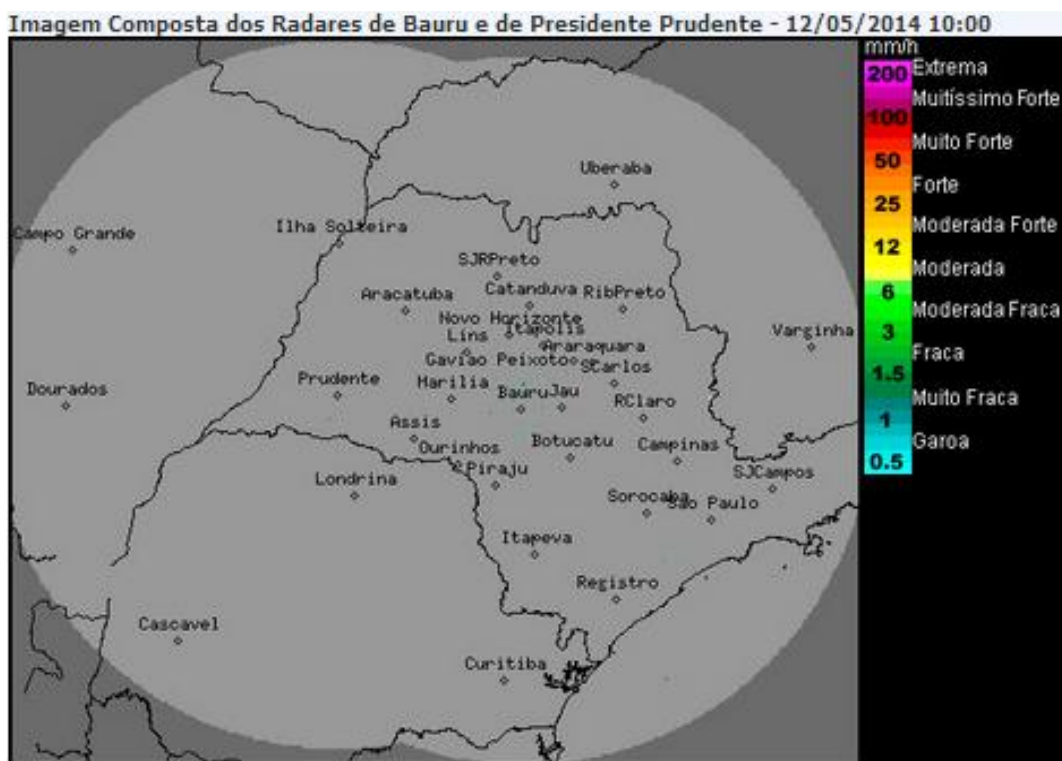 Imagem Composta dos Radares de Bauru e de Presidente Prudente - 12/05/2014 10:00
mm/h
200 Extrema
Muitíssimo Forte
100
Muito Forte
50
Forte
25
Moderada Forte
12
Moderada
6
Moderada Fraca
3
Fraca
1.5
Muito Fraca
1
Garoa
0.5
Uberaba
Campo Grande
Ilha Solteira
SJRPreto
Catanduva
RibPreto
Aracatuba
Novo Horizonte
Itapolis
Lins
Araraquara
Varginha
Gaviao Peixoto
SCarlos
Prudente
Marilia
Dourados
Bauru
Jau
RClaro
Assis
Ourinhos
Botucatu
Campinas
Piraju
Londrina
SJCampos
Sorocaba
Sao Paulo
Itapeva
Registro
Cascavel
Curitiba